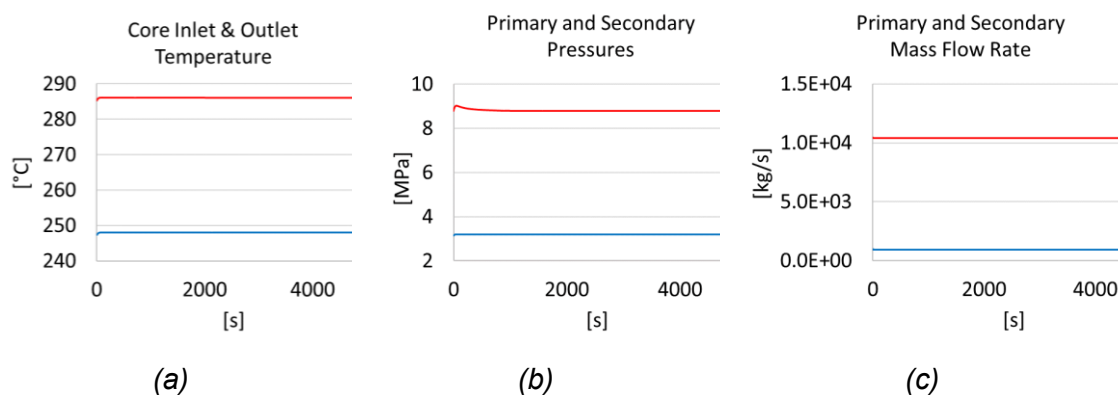 Core Inlet & Outlet
Temperature
290
280
270
260
250
240
[°C]
0
2000
4000
[s]
(a)
Primary and Secondary
Pressures
10
8
6
4
2
[MPa]
0
2000
4000
[s]
(b)
Primary and Secondary
Mass Flow Rate
1.5E+04
1.0E+04
5.0E+03
0.0E+00
[kg/s]
0
2000
4000
[s]
(c)